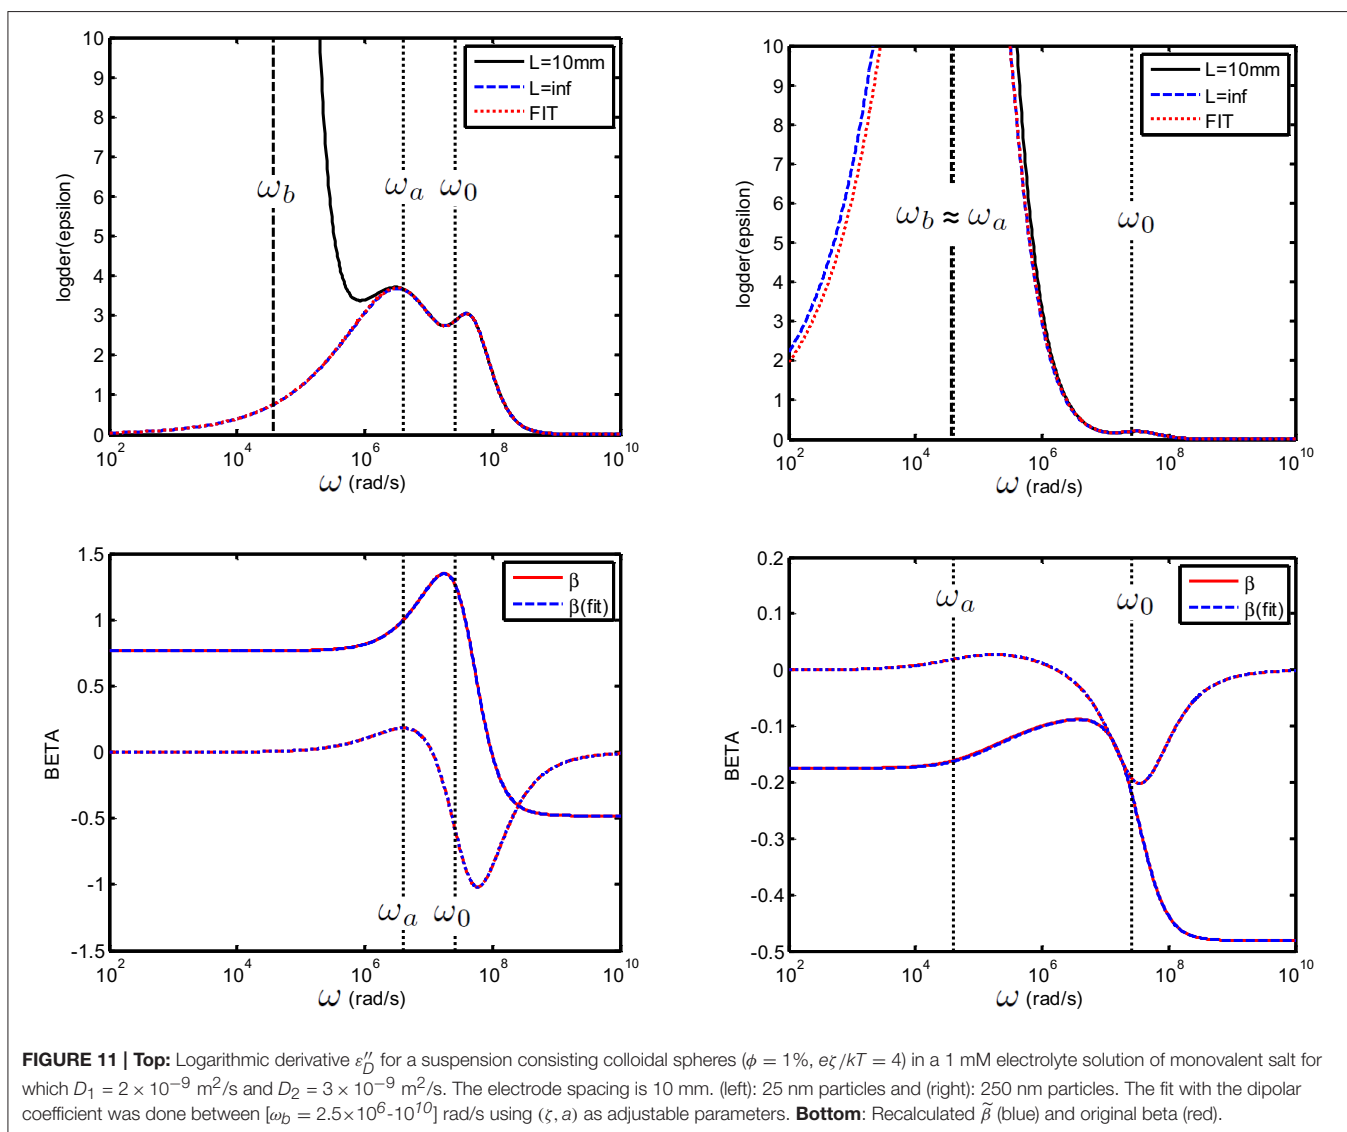 10
9
8
7
6
5
4
3
2
1
0
logder(epsilon)
L=10mm
L=inf
FIT
ω_b
ω_a
ω_0
10^2
10^4
10^6
10^8
10^10
ω (rad/s)
10
9
8
7
6
5
4
3
2
1
0
logder(epsilon)
L=10mm
L=inf
FIT
ω_b ≈ ω_a
ω_0
10^2
10^4
10^6
10^8
10^10
ω (rad/s)
1.5
1
0.5
0
-0.5
-1
-1.5
BETA
β
β(fit)
ω_a
ω_0
10^2
10^4
10^6
10^8
10^10
ω (rad/s)
0.2
0.1
0
-0.1
-0.2
-0.3
-0.4
-0.5
BETA
β
β(fit)
ω_a
ω_0
10^2
10^4
10^6
10^8
10^10
ω (rad/s)
FIGURE 11 | Top: Logarithmic derivative ε″_D for a suspension consisting colloidal spheres (ϕ = 1%, eζ/kT = 4) in a 1 mM electrolyte solution of monovalent salt for
which D_1 = 2 × 10^−9 m^2/s and D_2 = 3 × 10^−9 m^2/s. The electrode spacing is 10 mm. (left): 25 nm particles and (right): 250 nm particles. The fit with the dipolar
coefficient was done between [ω_b = 2.5×10^6-10^10] rad/s using (ζ, a) as adjustable parameters. Bottom: Recalculated β̃ (blue) and original beta (red).